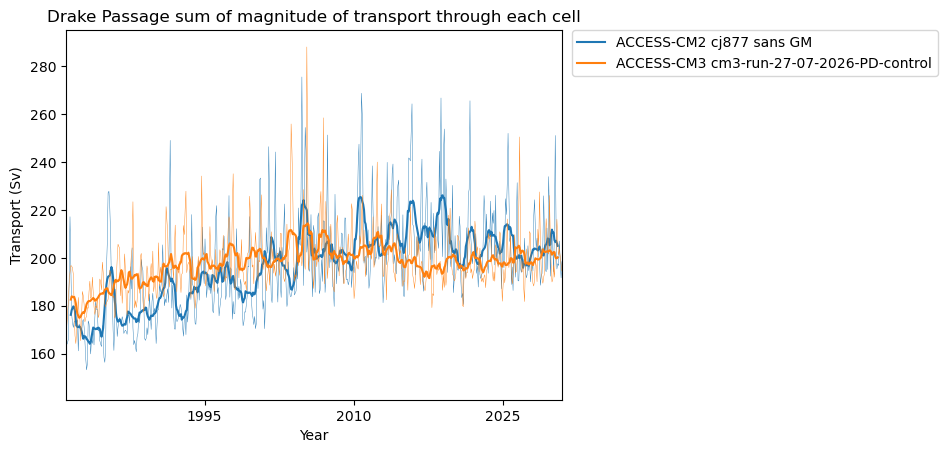 Drake Passage sum of magnitude of transport through each cell
ACCESS-CM2 cj877 sans GM
ACCESS-CM3 cm3-run-27-07-2026-PD-control
280
260
240
220
200
180
160
Transport (Sv)
1995
2010
2025
Year